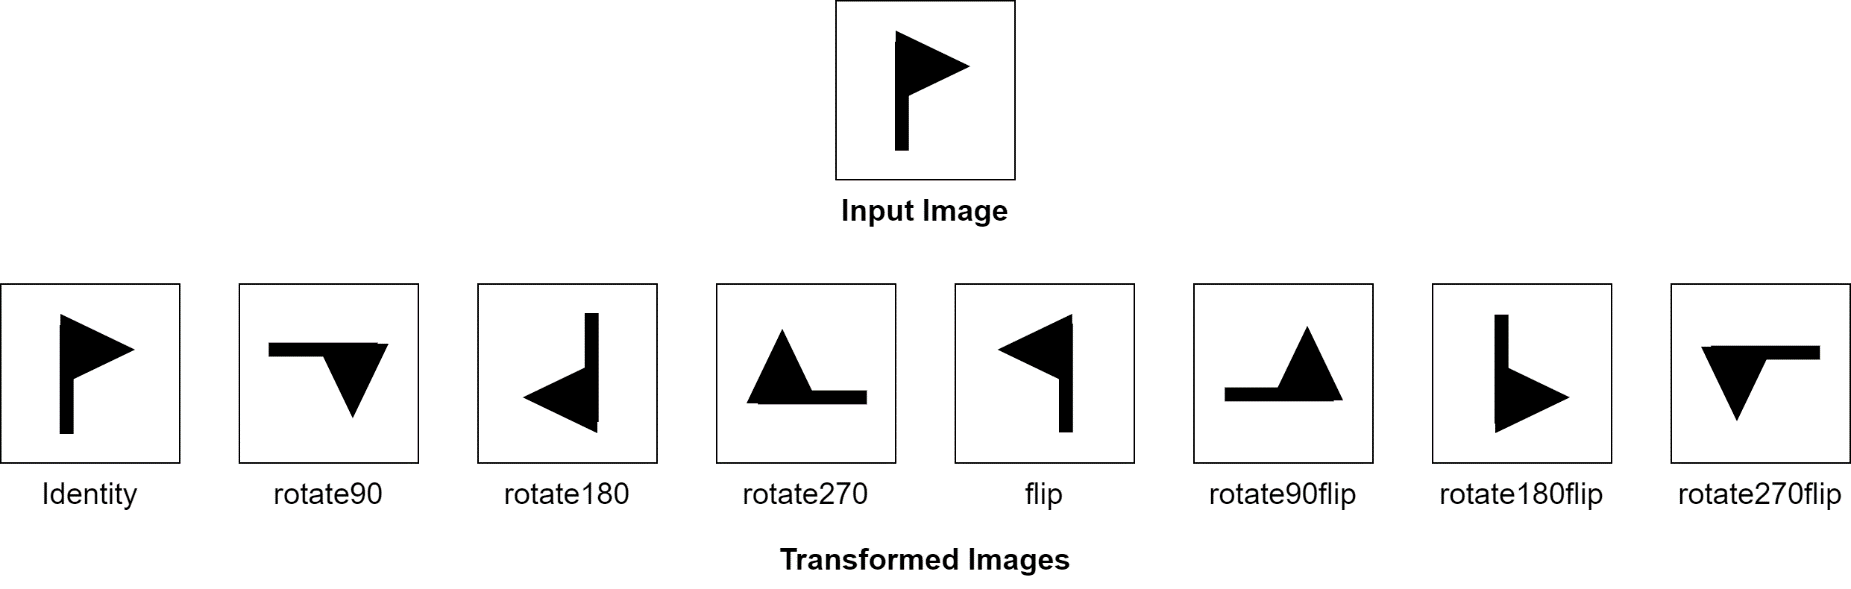 Input Image
Identity
rotate90
rotate180
rotate270
flip
rotate90flip
rotate180flip
rotate270flip
Transformed Images